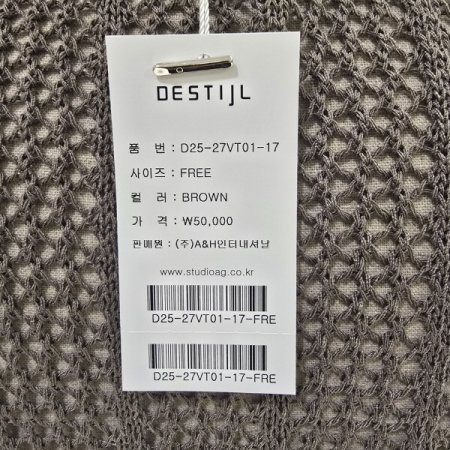 DESTIJL
품 번 : D25-27VT01-17
사이즈 : FREE
컬 러 : BROWN
가 격 : ₩50,000
판매원 : (주)A&H인터내셔날
www.studioag.co.kr
D25-27VT01-17-FRE
D25-27VT01-17-FRE